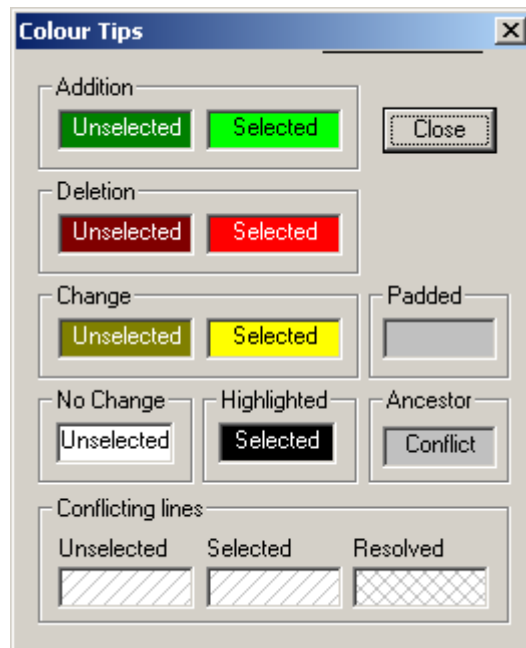 Colour Tips
Addition
Unselected Selected
Close
Deletion
Unselected Selected
Change
Unselected Selected
Padded
No Change
Unselected
Highlighted
Selected
Ancestor
Conflict
Conflicting lines
Unselected Selected Resolved